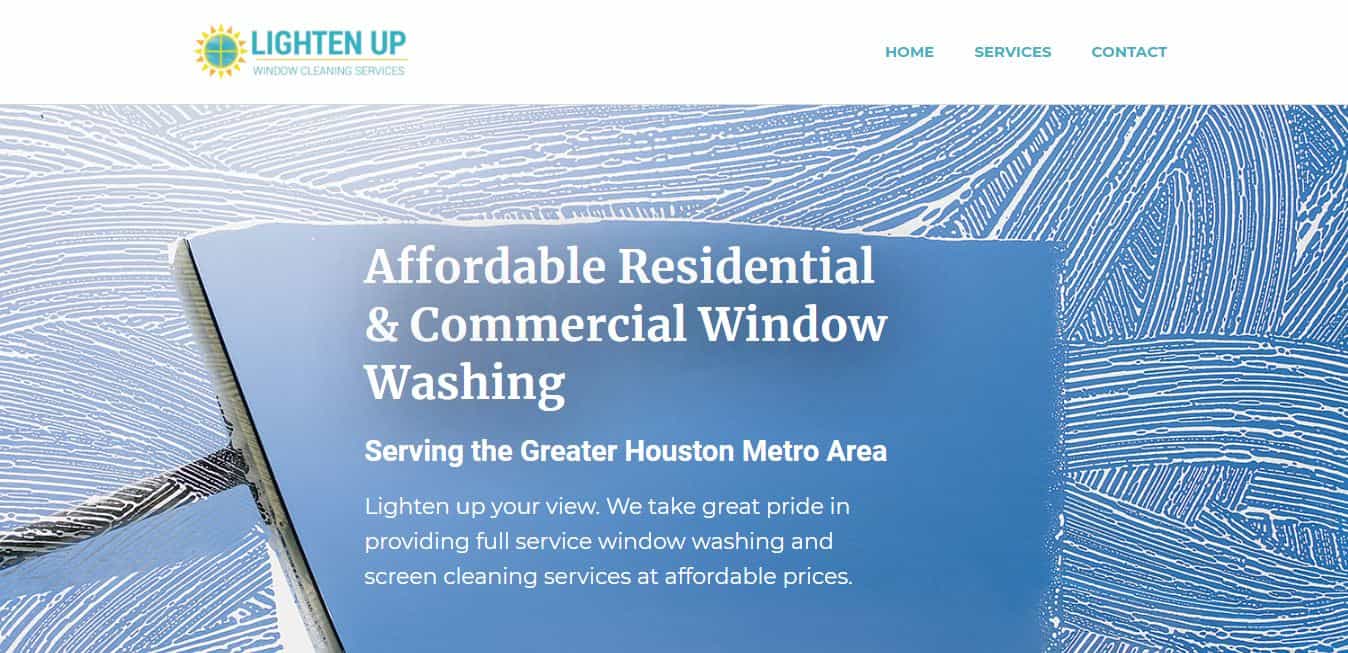 LIGHTEN UP
WINDOW CLEANING SERVICES
HOME SERVICES CONTACT
Affordable Residential
& Commercial Window
Washing
Serving the Greater Houston Metro Area
Lighten up your view. We take great pride in
providing full service window washing and
screen cleaning services at affordable prices.